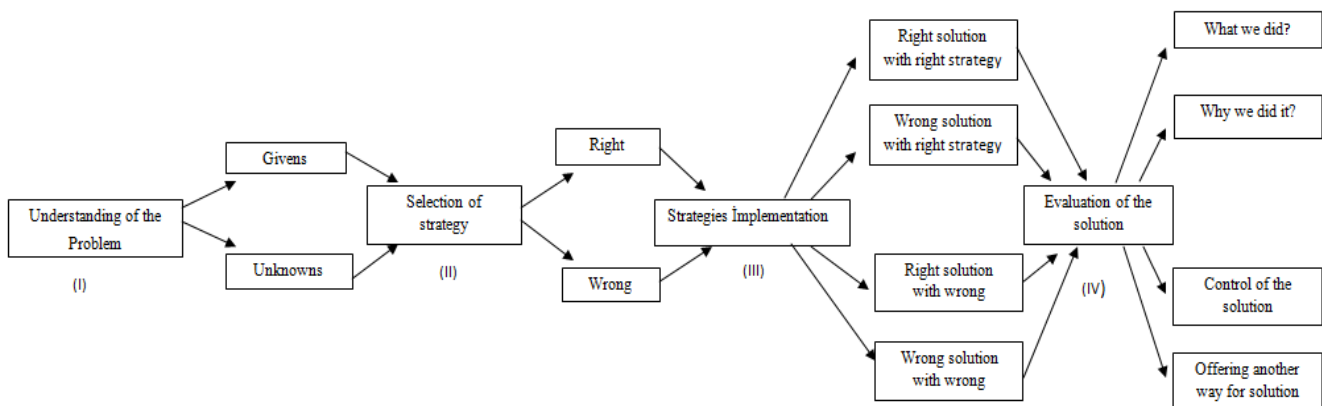 Understanding of the
Problem
(I)
Givens
Unknowns
Selection of
strategy
(II)
Right
Wrong
Strategies İmplementation
(III)
Right solution
with right strategy
Wrong solution
with right strategy
Right solution
with wrong
Wrong solution
with wrong
Evaluation of the
solution
(IV)
What we did?
Why we did it?
Control of the
solution
Offering another
way for solution